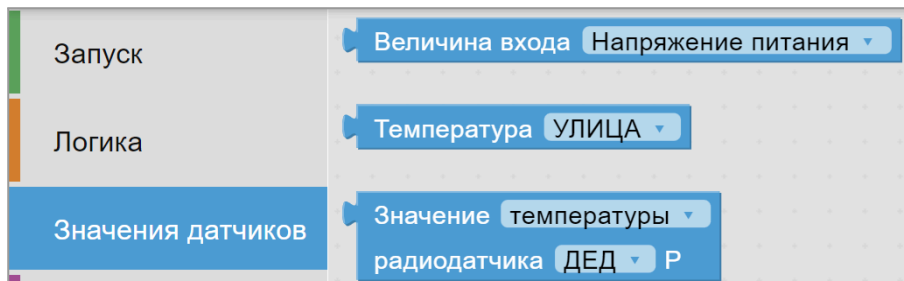 Запуск
Логика
Значения датчиков
Величина входа Напряжение питания
Температура УЛИЦА
Значение температуры
радиодатчика ДЕД Р